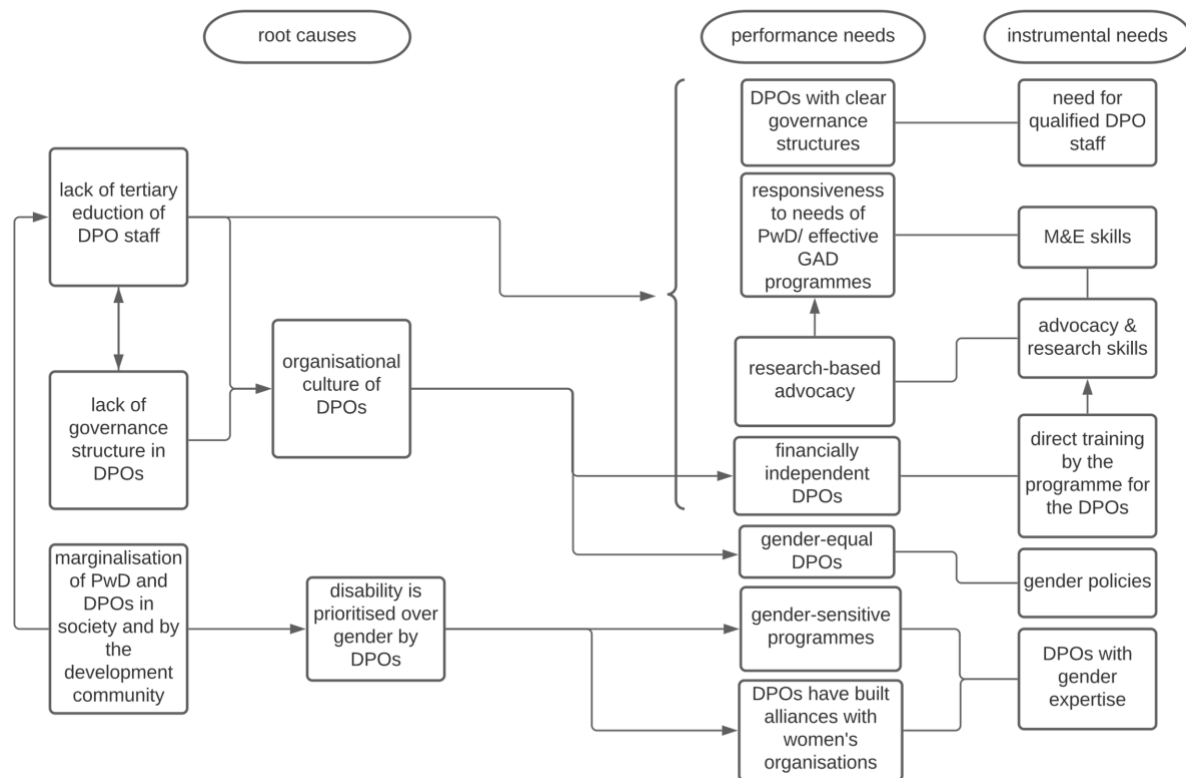 root causes
performance needs
instrumental needs
DPOs with clear
governance
structures
need for
qualified DPO
staff
lack of tertiary
eduction of
DPO staff
responsiveness
to needs of
PwD/ effective
GAD
programmes
M&E skills
organisational
culture of
DPOs
research-based
advocacy
advocacy &
research skills
lack of
governance
structure in
DPOs
financially
independent
DPOs
direct training
by the
programme for
the DPOs
marginalisation
of PwD and
DPOs in
society and by
the
development
community
disability is
prioritised over
gender by
DPOs
gender-equal
DPOs
gender policies
gender-sensitive
programmes
DPOs with
gender
expertise
DPOs have built
alliances with
women's
organisations